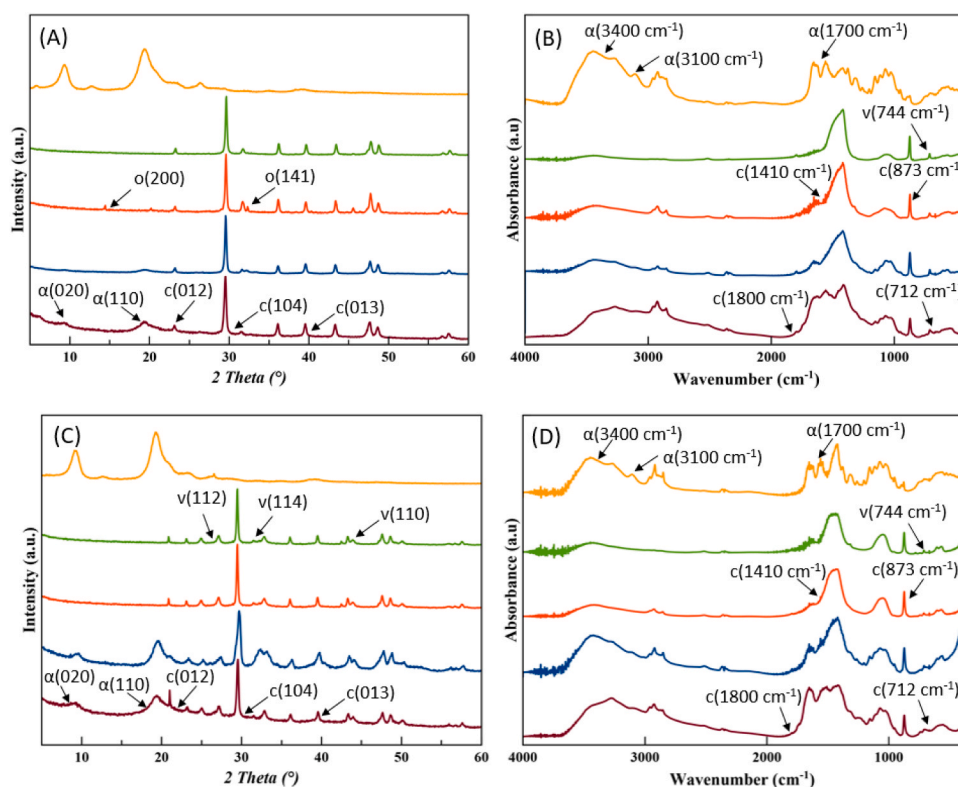 (A)
o(200)
o(141)
α(020)
α(110)
c(012)
c(104)
c(013)
Intensity (a.u.)
10 20 30 40 50 60
2 Theta (°)
(B)
α(3400 cm⁻¹)
α(3100 cm⁻¹)
α(1700 cm⁻¹)
v(744 cm⁻¹)
c(1410 cm⁻¹)
c(873 cm⁻¹)
c(1800 cm⁻¹)
c(712 cm⁻¹)
Absorbance (a.u)
4000 3000 2000 1000
Wavenumber (cm⁻¹)
(C)
v(112)
v(114)
v(110)
α(020)
α(110)
c(012)
c(104)
c(013)
Intensity (a.u.)
10 20 30 40 50 60
2 Theta (°)
(D)
α(3400 cm⁻¹)
α(3100 cm⁻¹)
α(1700 cm⁻¹)
v(744 cm⁻¹)
c(1410 cm⁻¹)
c(873 cm⁻¹)
c(1800 cm⁻¹)
c(712 cm⁻¹)
Absorbance (a.u)
4000 3000 2000 1000
Wavenumber (cm⁻¹)